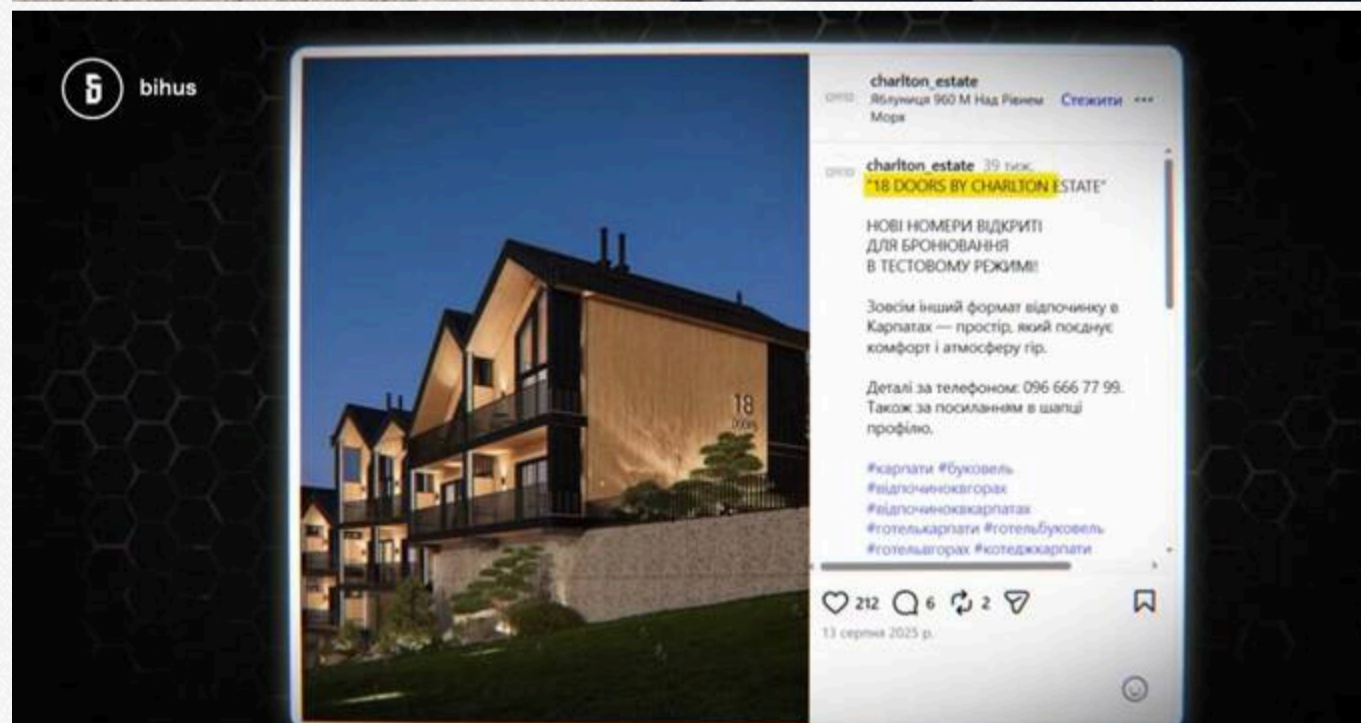 bihus
charlton_estate
Яблуниця 960 М Над Рівнем
Моря
Стежити
charlton_estate 39 тиж.
"18 DOORS BY CHARLTON ESTATE"
НОВІ НОМЕРИ ВІДКРИТІ
ДЛЯ БРОНЮВАННЯ
В ТЕСТОВОМУ РЕЖИМІ!
Зовсім інший формат відпочинку в
Карпатах — простір, який поєднує
комфорт і атмосферу гір.
Деталі за телефоном: 096 666 77 99.
Також за посиланням в шапці
профілю.
#карпати #буковель
#відпочиноквгорах
#відпочиноквкарпатах
#готелькарпати #готельбуковель
#готельвгорах #котеджкарпати
212 6 2
13 серпня 2025 р.
18
DOORS